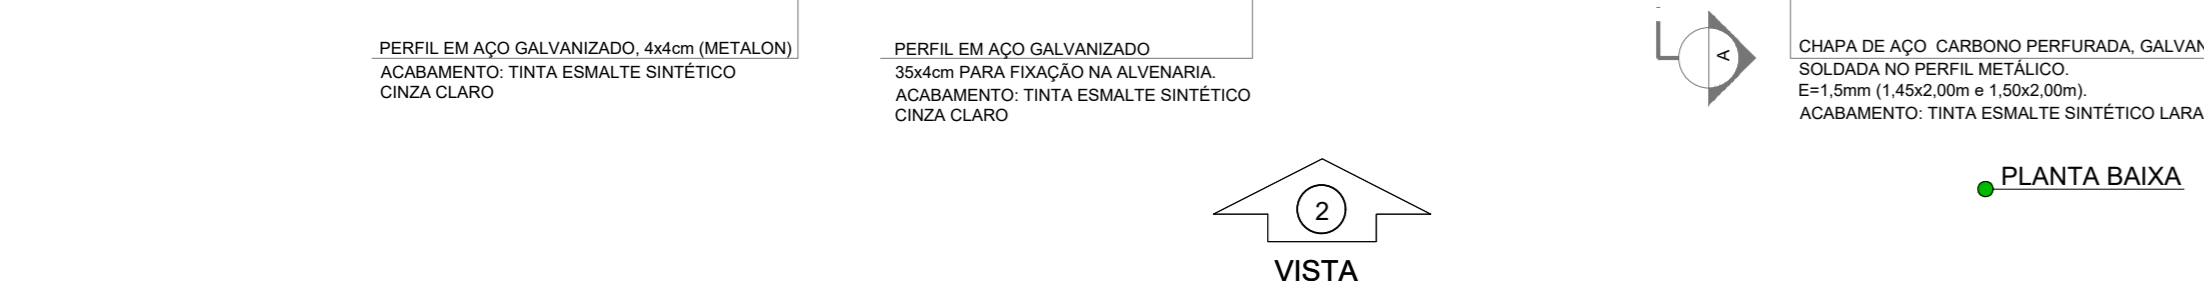 PERFIL EM AÇO GALVANIZADO, 4x4cm (METALON)
ACABAMENTO: TINTA ESMALTE SINTÉTICO
CINZA CLARO
PERFIL EM AÇO GALVANIZADO
35x4cm PARA FIXAÇÃO NA ALVENARIA.
ACABAMENTO: TINTA ESMALTE SINTÉTICO
CINZA CLARO
A
CHAPA DE AÇO CARBONO PERFURADA, GALVAN
SOLDADA NO PERFIL METÁLICO.
E=1,5mm (1,45x2,00m e 1,50x2,00m).
ACABAMENTO: TINTA ESMALTE SINTÉTICO LARA
2
VISTA
PLANTA BAIXA